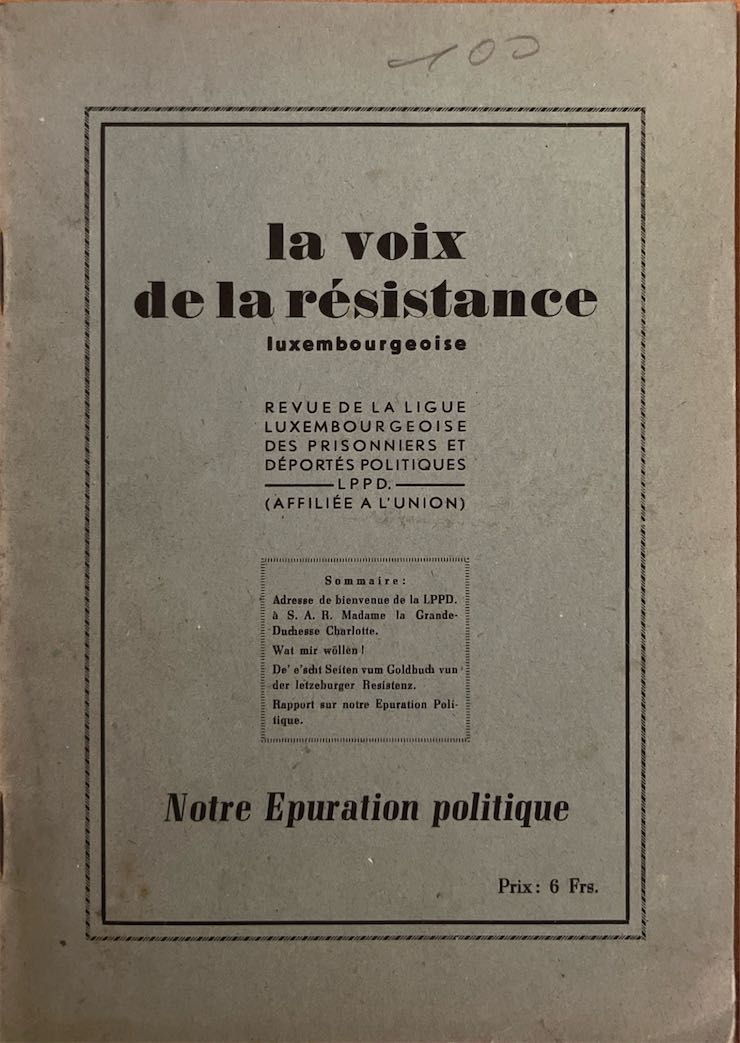 100
la voix
de la résistance
luxembourgeoise
REVUE DE LA LIGUE
LUXEMBOURGEOISE
DES PRISONNIERS ET
DÉPORTÉS POLITIQUES
LPPD.
(AFFILIÉE A L'UNION)
Sommaire:
Adresse de bienvenue de la LPPD.
à S. A. R. Madame la Grande-
Duchesse Charlotte.
Wat mir wöllen!
De' e'scht Seiten vum Goldbuch vun
der letzeburger Resistenz.
Rapport sur notre Epuration Poli-
tique.
Notre Epuration politique
Prix: 6 Frs.